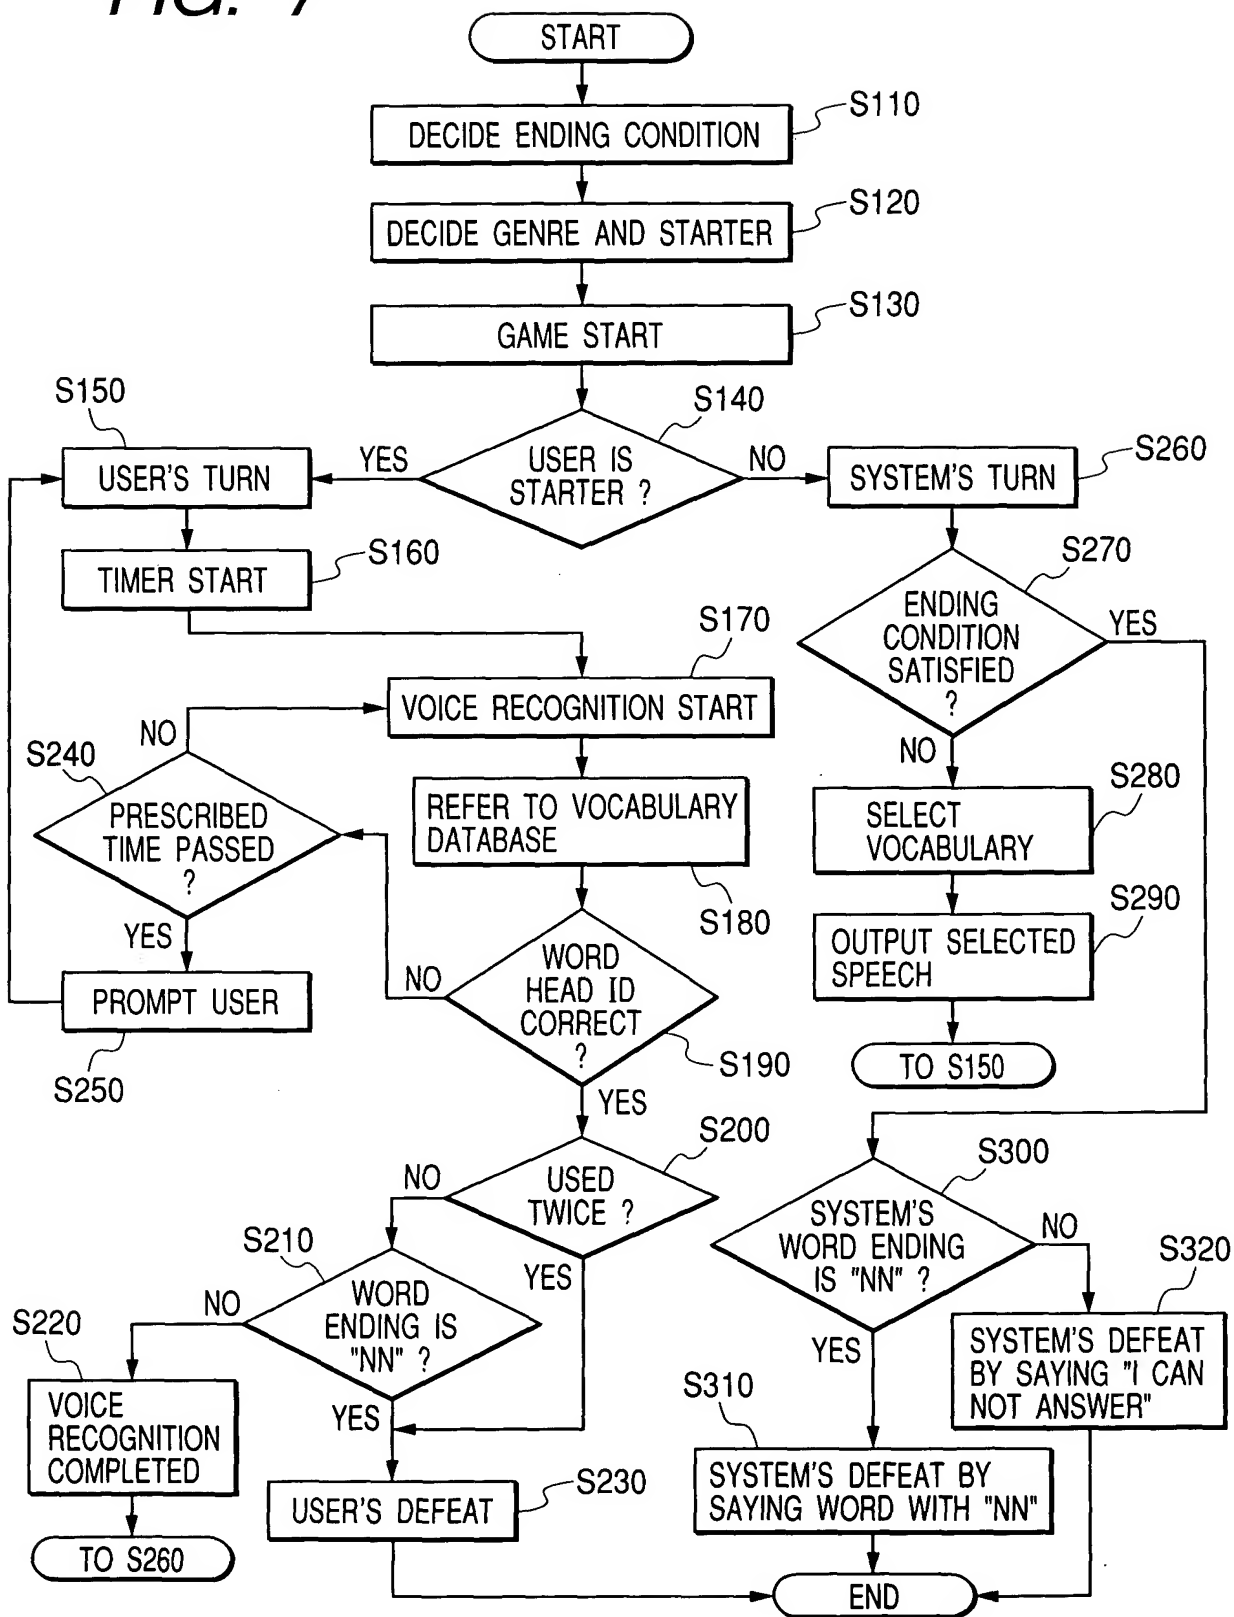 FIG. 7
START
S110
DECIDE ENDING CONDITION
S120
DECIDE GENRE AND STARTER
S130
GAME START
S140
USER IS
STARTER ?
YES
NO
S150
USER'S TURN
S160
TIMER START
S170
VOICE RECOGNITION START
S180
REFER TO VOCABULARY
DATABASE
S190
WORD
HEAD ID
CORRECT
?
NO
YES
S240
PRESCRIBED
TIME PASSED
?
NO
YES
S250
PROMPT USER
S200
USED
TWICE ?
NO
YES
S210
WORD
ENDING IS
"NN" ?
NO
YES
S220
VOICE
RECOGNITION
COMPLETED
TO S260
S230
USER'S DEFEAT
S260
SYSTEM'S TURN
S270
ENDING
CONDITION
SATISFIED
?
YES
NO
S280
SELECT
VOCABULARY
S290
OUTPUT SELECTED
SPEECH
TO S150
S300
SYSTEM'S
WORD ENDING
IS "NN" ?
NO
YES
S310
SYSTEM'S DEFEAT BY
SAYING WORD WITH "NN"
S320
SYSTEM'S DEFEAT
BY SAYING "I CAN
NOT ANSWER"
END